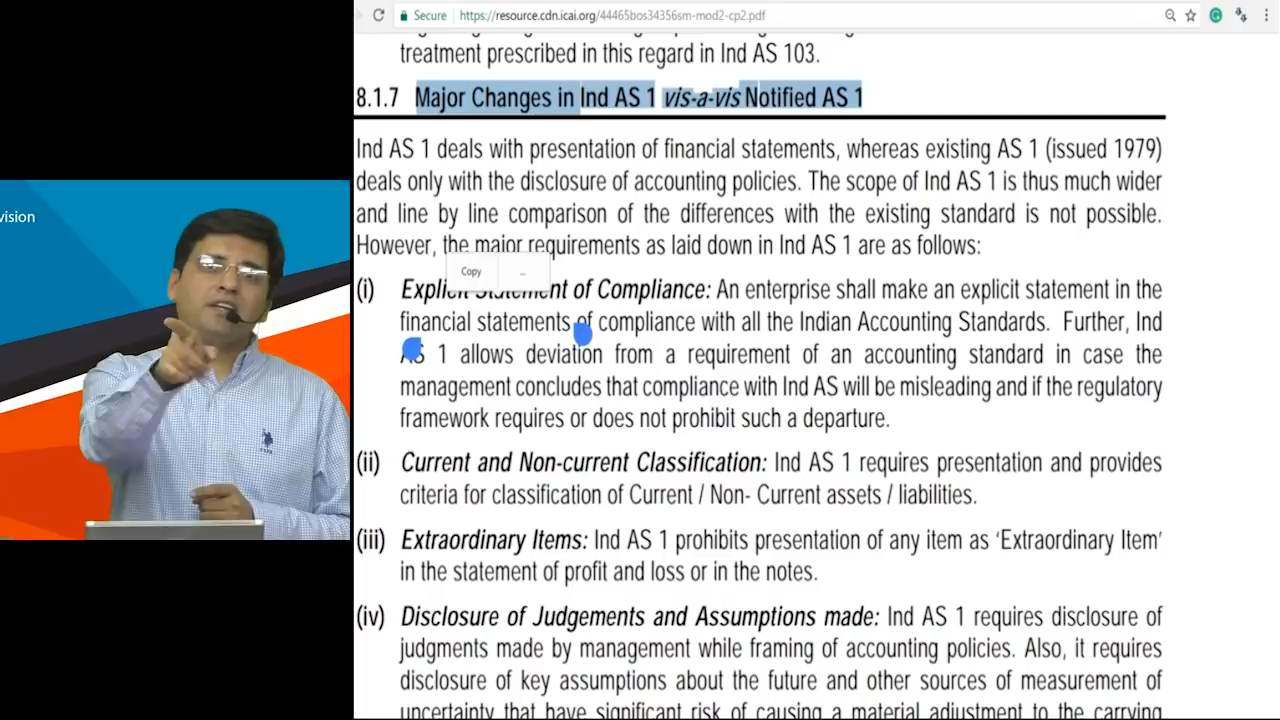 Secure https://resource.cdn.icai.org/44465bos34356sm-mod2-cp2.pdf
treatment prescribed in this regard in Ind AS 103.
8.1.7 Major Changes in Ind AS 1 vis-a-vis Notified AS 1
Ind AS 1 deals with presentation of financial statements, whereas existing AS 1 (issued 1979)
deals only with the disclosure of accounting policies. The scope of Ind AS 1 is thus much wider
and line by line comparison of the differences with the existing standard is not possible.
However, the major requirements as laid down in Ind AS 1 are as follows:
Copy ...
(i) Explicit Statement of Compliance: An enterprise shall make an explicit statement in the
financial statements of compliance with all the Indian Accounting Standards. Further, Ind
AS 1 allows deviation from a requirement of an accounting standard in case the
management concludes that compliance with Ind AS will be misleading and if the regulatory
framework requires or does not prohibit such a departure.
(ii) Current and Non-current Classification: Ind AS 1 requires presentation and provides
criteria for classification of Current / Non- Current assets / liabilities.
(iii) Extraordinary Items: Ind AS 1 prohibits presentation of any item as ‘Extraordinary Item’
in the statement of profit and loss or in the notes.
(iv) Disclosure of Judgements and Assumptions made: Ind AS 1 requires disclosure of
judgments made by management while framing of accounting policies. Also, it requires
disclosure of key assumptions about the future and other sources of measurement of
uncertainty that have significant risk of causing a material adjustment to the carrying
vision